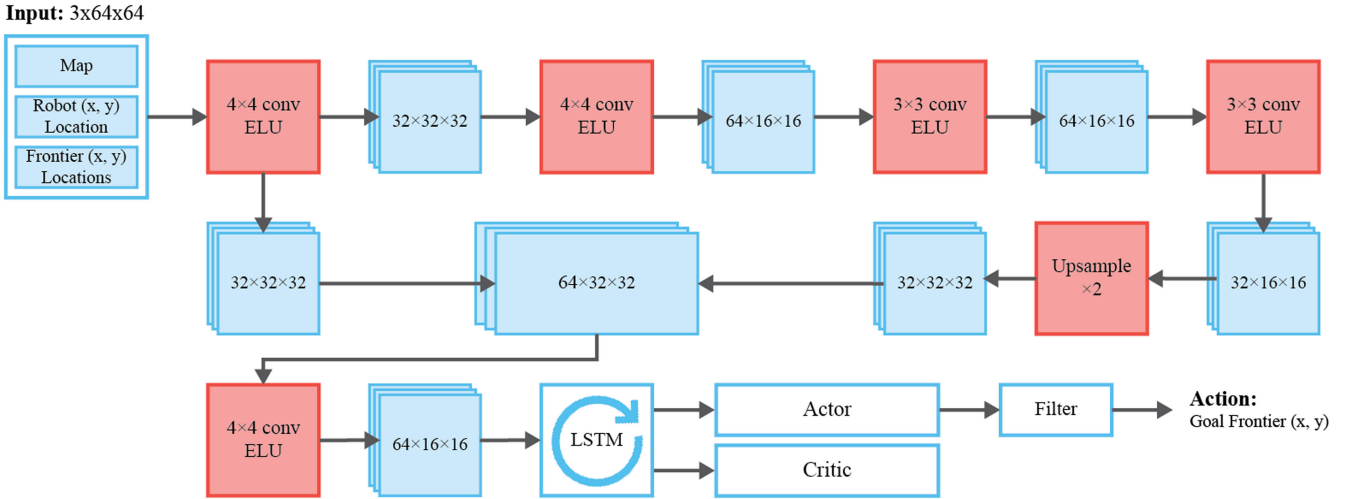 Input: 3x64x64
Map
Robot (x, y)
Location
Frontier (x, y)
Locations
4×4 conv
ELU
32×32×32
4×4 conv
ELU
64×16×16
3×3 conv
ELU
64×16×16
3×3 conv
ELU
32×32×32
64×32×32
32×32×32
Upsample
×2
32×16×16
4×4 conv
ELU
64×16×16
LSTM
Actor
Critic
Filter
Action:
Goal Frontier (x, y)